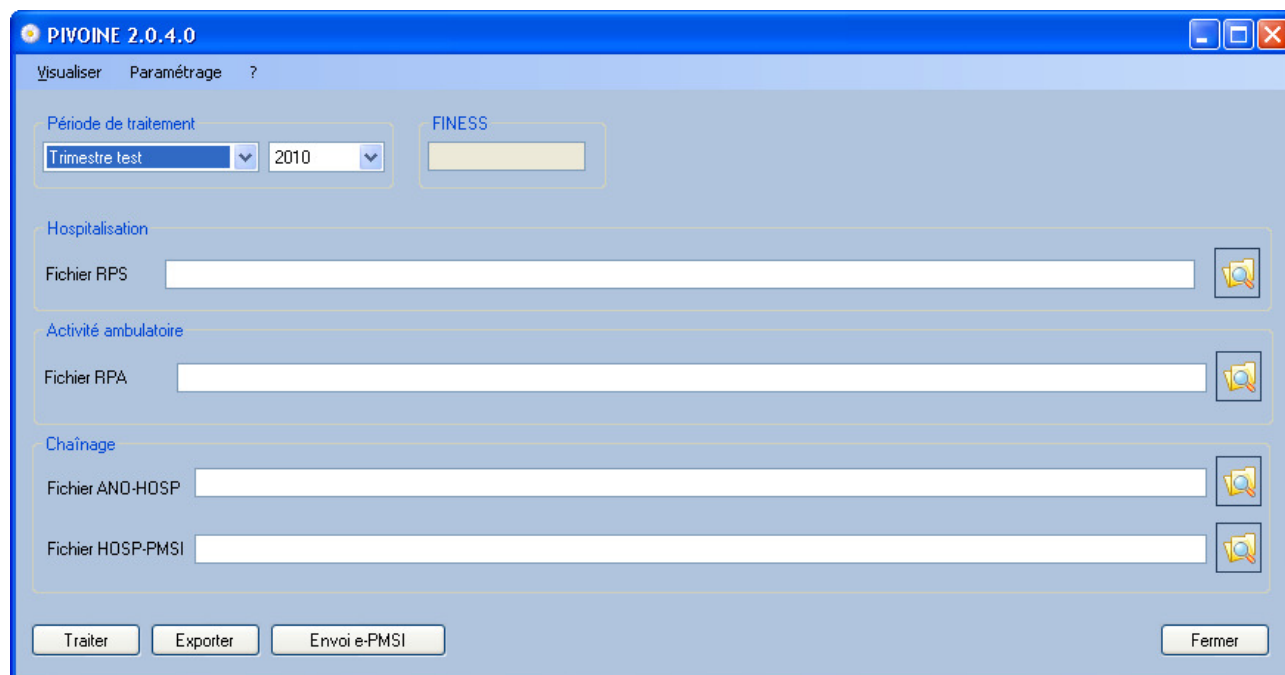 PIVOINE 2.0.4.0
Visualiser Paramétrage ?
Période de traitement FINESS
Trimestre test 2010
Hospitalisation
Fichier RPS
Activité ambulatoire
Fichier RPA
Chaînage
Fichier ANO-HOSP
Fichier HOSP-PMSI
Traiter Exporter Envoi e-PMSI Fermer